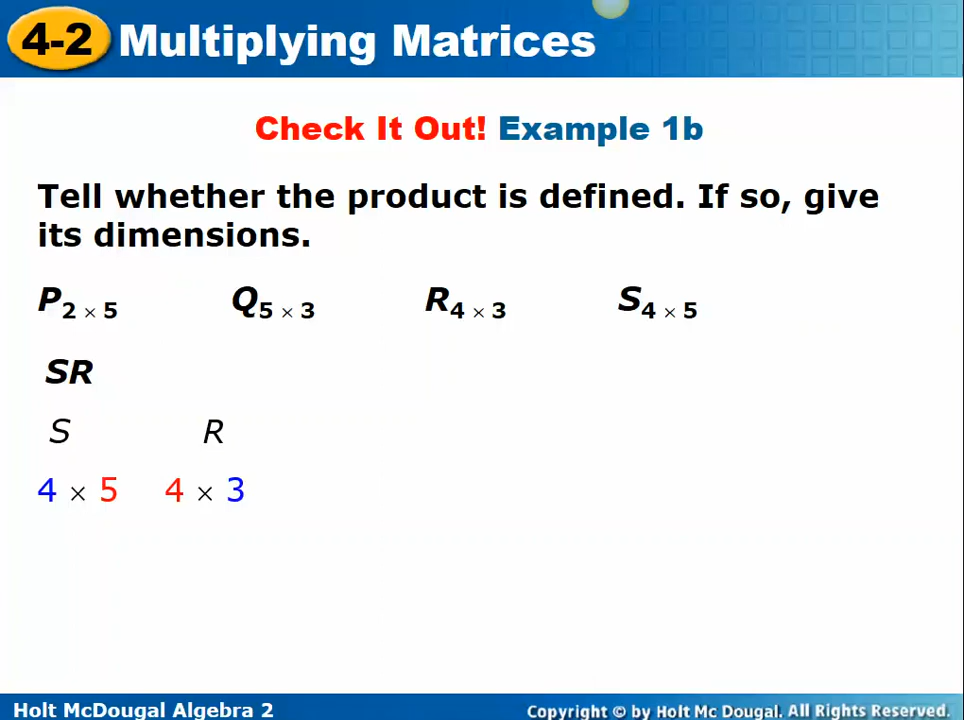 4-2 Multiplying Matrices
Check It Out! Example 1b
Tell whether the product is defined. If so, give
its dimensions.
P₂ × ₅ Q₅ × ₃ R₄ × ₃ S₄ × ₅
SR
S R
4 × 5 4 × 3
Holt McDougal Algebra 2 Copyright © by Holt Mc Dougal. All Rights Reserved.